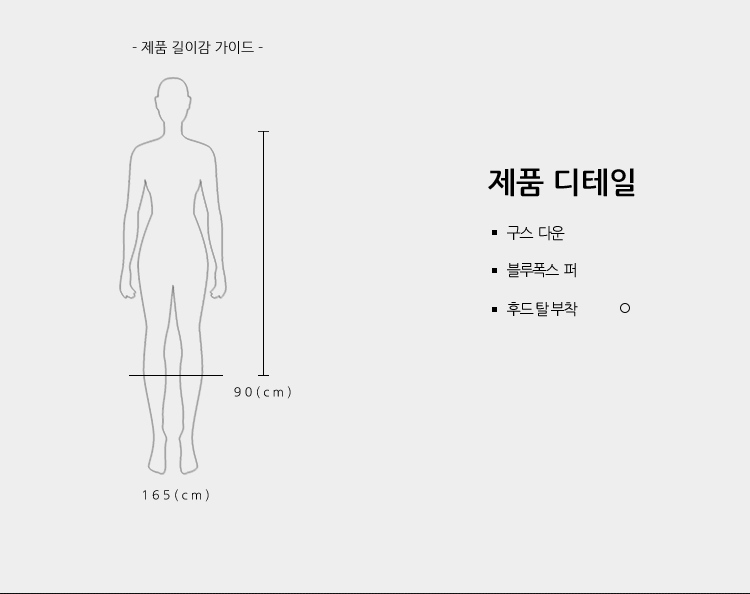 - 제품 길이감 가이드 -
90(cm)
165(cm)
제품 디테일
▪ 구스 다운
▪ 블루폭스 퍼
▪ 후드탈부착 ○